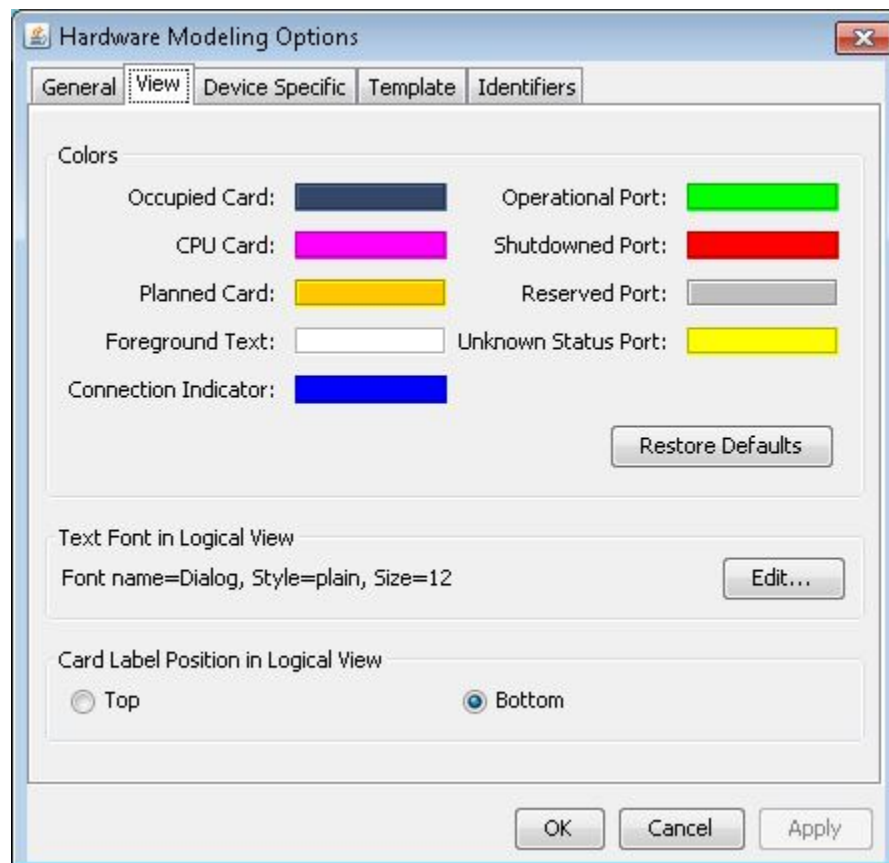 Hardware Modeling Options
General View Device Specific Template Identifiers
Colors
Occupied Card: Operational Port:
CPU Card: Shutdowned Port:
Planned Card: Reserved Port:
Foreground Text: Unknown Status Port:
Connection Indicator:
Restore Defaults
Text Font in Logical View
Font name=Dialog, Style=plain, Size=12 Edit...
Card Label Position in Logical View
Top Bottom
OK Cancel Apply